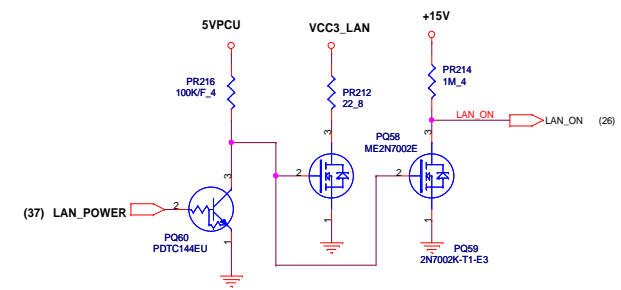 5VPCU
VCC3_LAN
+15V
PR216
100K/F_4
PR212
22_8
PR214
1M_4
LAN_ON
LAN_ON (26)
3
3
3
PQ58
ME2N7002E
2
2
(37) LAN_POWER
2
PQ60
PDTC144EU
1
1
1
PQ59
2N7002K-T1-E3